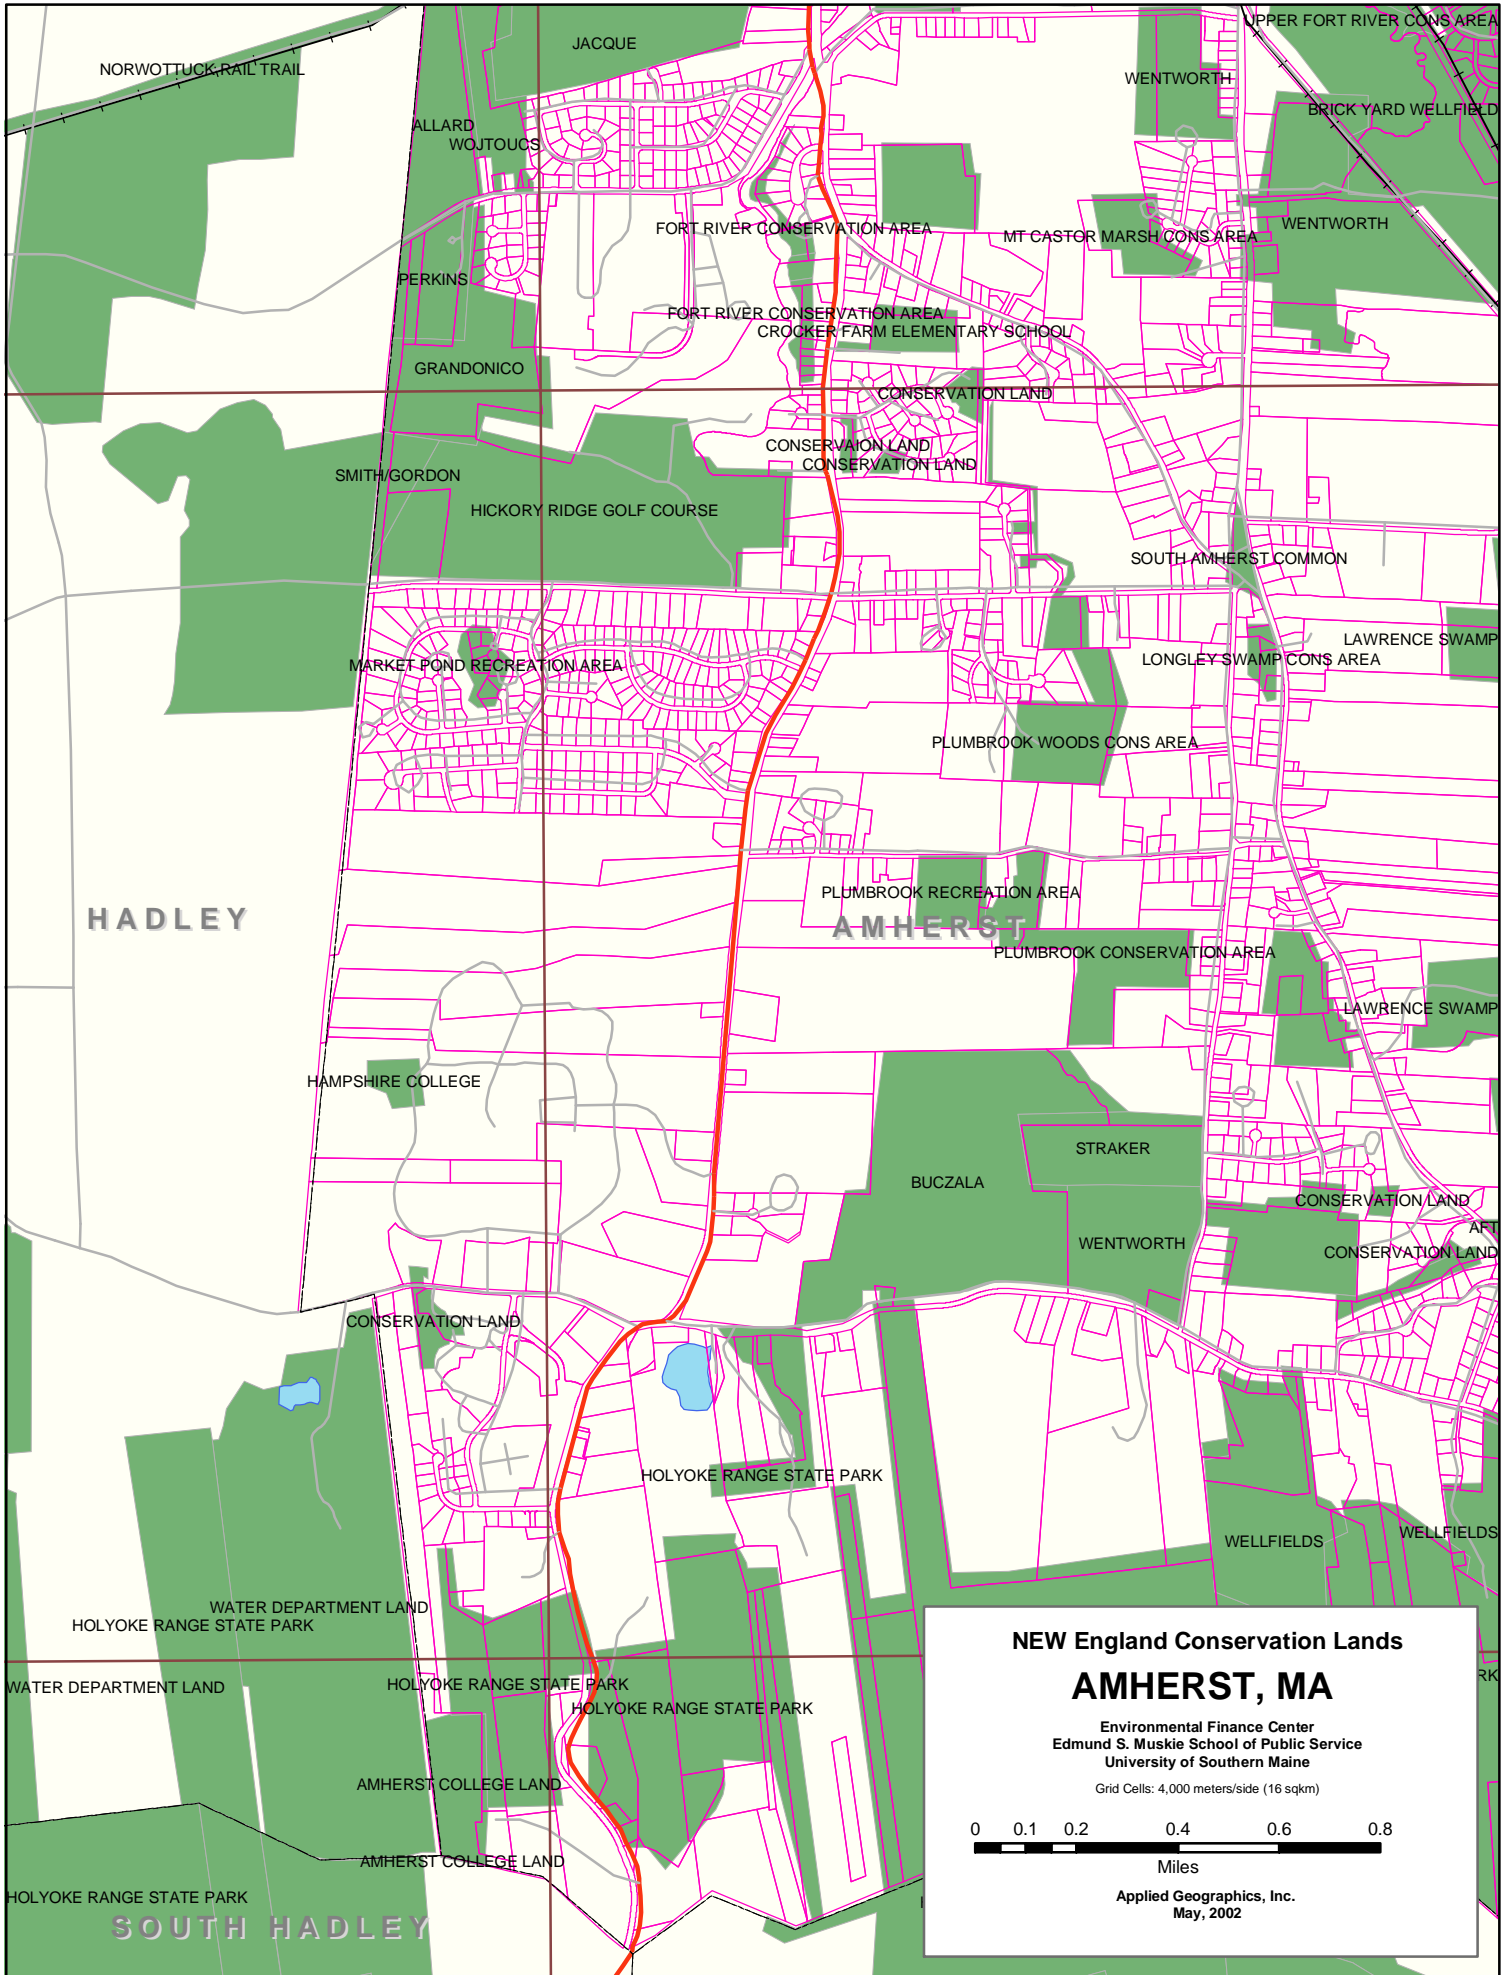 UPPER FORT RIVER CONS AREA
JACQUE
NORWOTTUCK RAIL TRAIL
WENTWORTH
BRICK YARD WELLFIELD
ALLARD
WOJTOUCS
FORT RIVER CONSERVATION AREA
MT CASTOR MARSH CONS AREA
WENTWORTH
PERKINS
FORT RIVER CONSERVATION AREA
CROCKER FARM ELEMENTARY SCHOOL
GRANDONICO
CONSERVATION LAND
CONSERVAION LAND
CONSERVATION LAND
SMITH/GORDON
HICKORY RIDGE GOLF COURSE
SOUTH AMHERST COMMON
LAWRENCE SWAMP
LONGLEY SWAMP CONS AREA
MARKET POND RECREATION AREA
PLUMBROOK WOODS CONS AREA
PLUMBROOK RECREATION AREA
HADLEY
AMHERST
PLUMBROOK CONSERVATION AREA
LAWRENCE SWAMP
HAMPSHIRE COLLEGE
STRAKER
BUCZALA
CONSERVATION LAND
AFT
WENTWORTH
CONSERVATION LAND
CONSERVATION LAND
HOLYOKE RANGE STATE PARK
WELLFIELDS
WELLFIELDS
WATER DEPARTMENT LAND
HOLYOKE RANGE STATE PARK
RK
WATER DEPARTMENT LAND
HOLYOKE RANGE STATE PARK
HOLYOKE RANGE STATE PARK
AMHERST COLLEGE LAND
AMHERST COLLEGE LAND
HOLYOKE RANGE STATE PARK
SOUTH HADLEY
NEW England Conservation Lands
AMHERST, MA
Environmental Finance Center
Edmund S. Muskie School of Public Service
University of Southern Maine
Grid Cells: 4,000 meters/side (16 sqkm)
0 0.1 0.2 0.4 0.6 0.8
Miles
Applied Geographics, Inc.
May, 2002